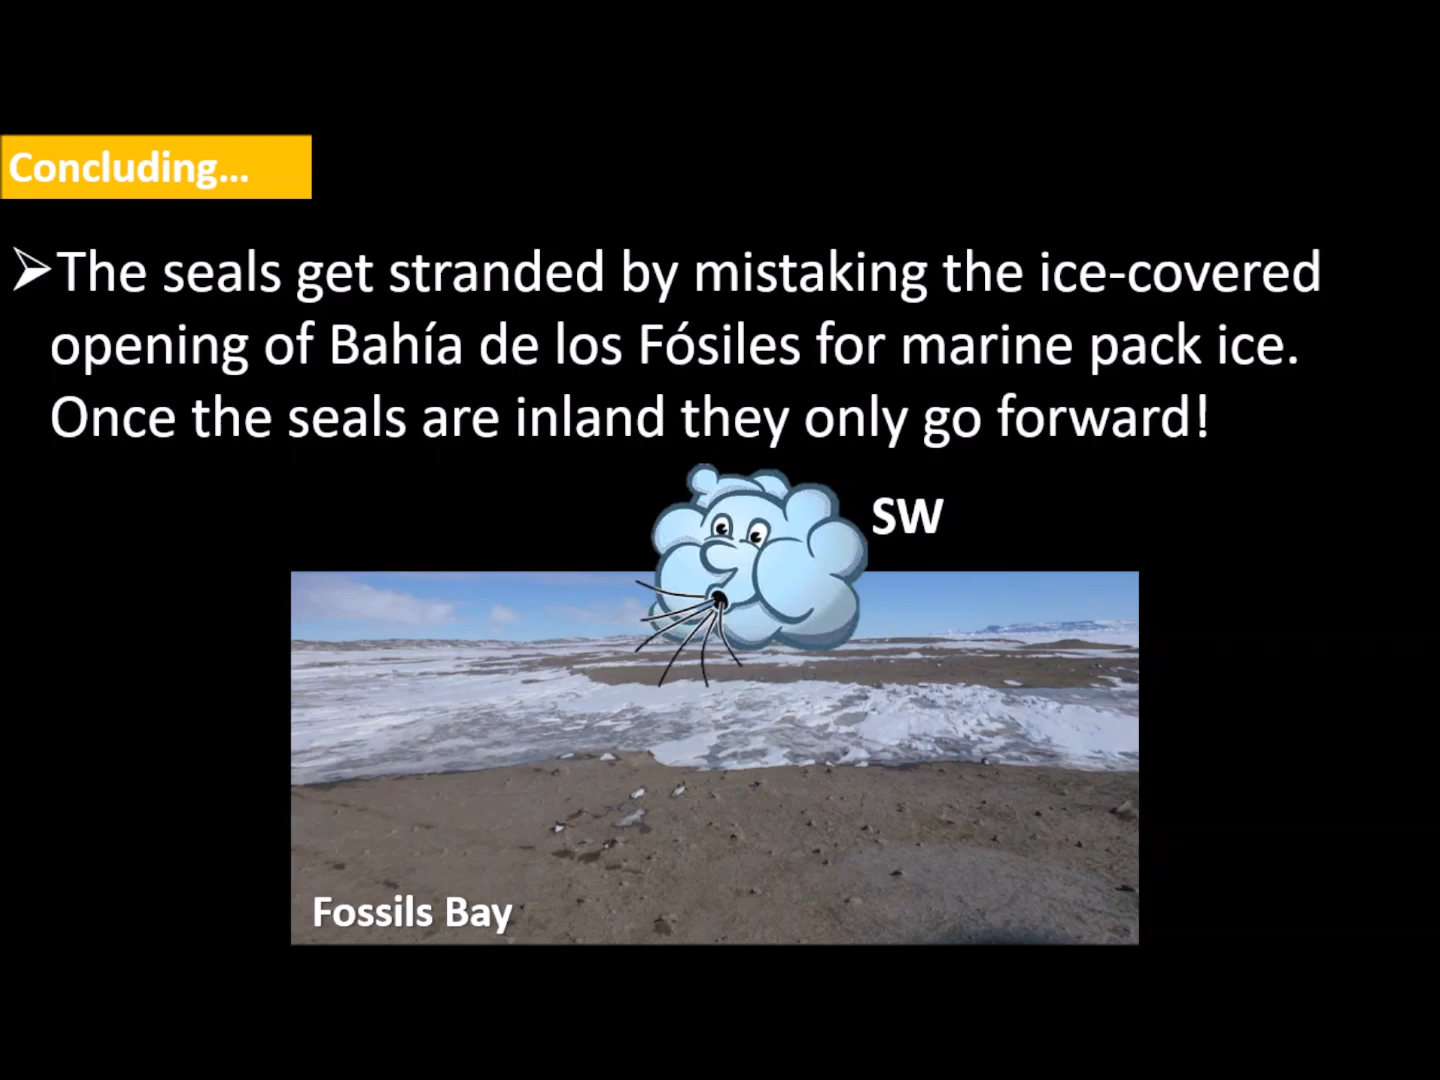 Concluding...
➢The seals get stranded by mistaking the ice-covered
opening of Bahía de los Fósiles for marine pack ice.
Once the seals are inland they only go forward!
SW
Fossils Bay